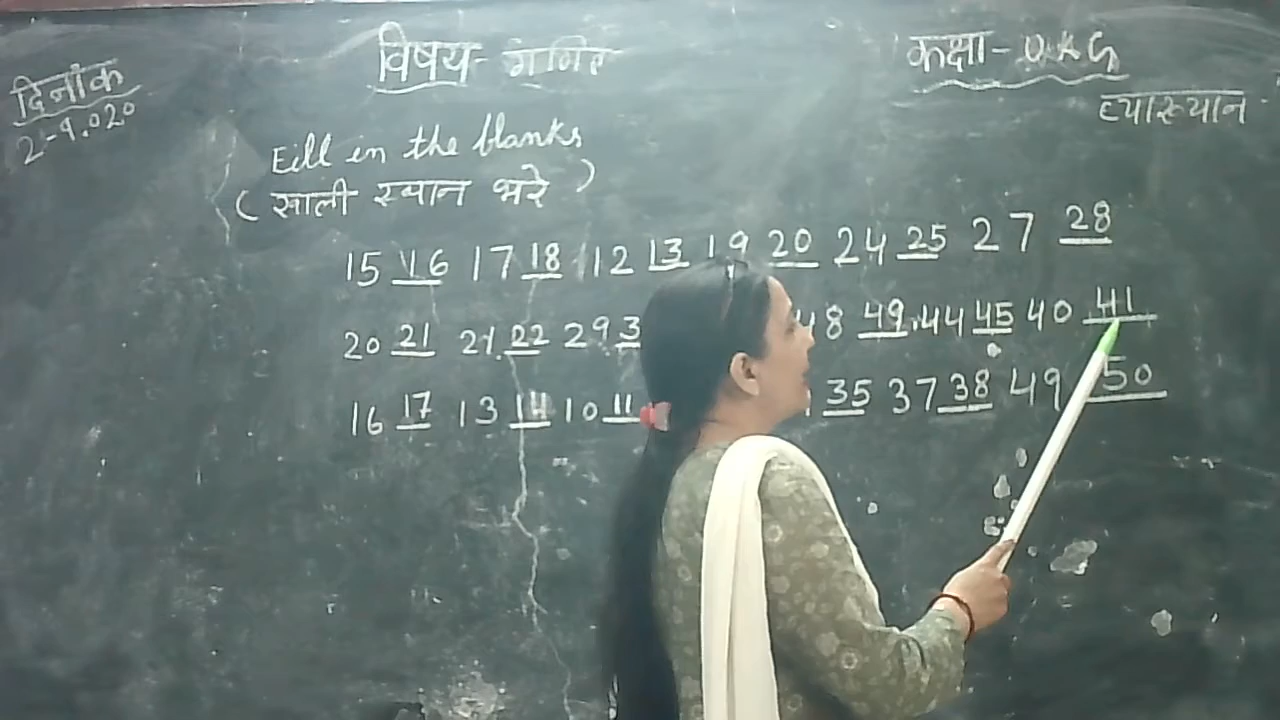 विषय- गणित
कक्षा- U.K.G
दिनांक
2-9.020
व्याख्यान
Fill in the blanks
( खाली स्थान भरे )
15 16 17 18 12 13 19 20 24 25 27 28
20 21 21 22 29 3 48 49 44 45 40 41
16 17 13 14 10 11 35 37 38 49 50